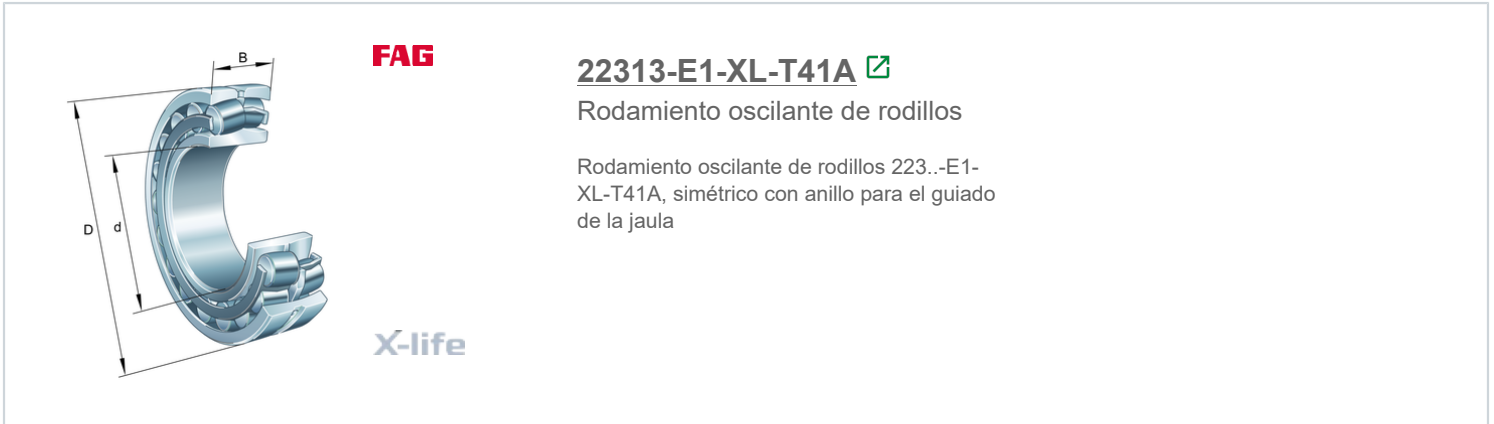 FAG
B
D
d
X-life
22313-E1-XL-T41A
Rodamiento oscilante de rodillos
Rodamiento oscilante de rodillos 223..-E1-
XL-T41A, simétrico con anillo para el guiado
de la jaula